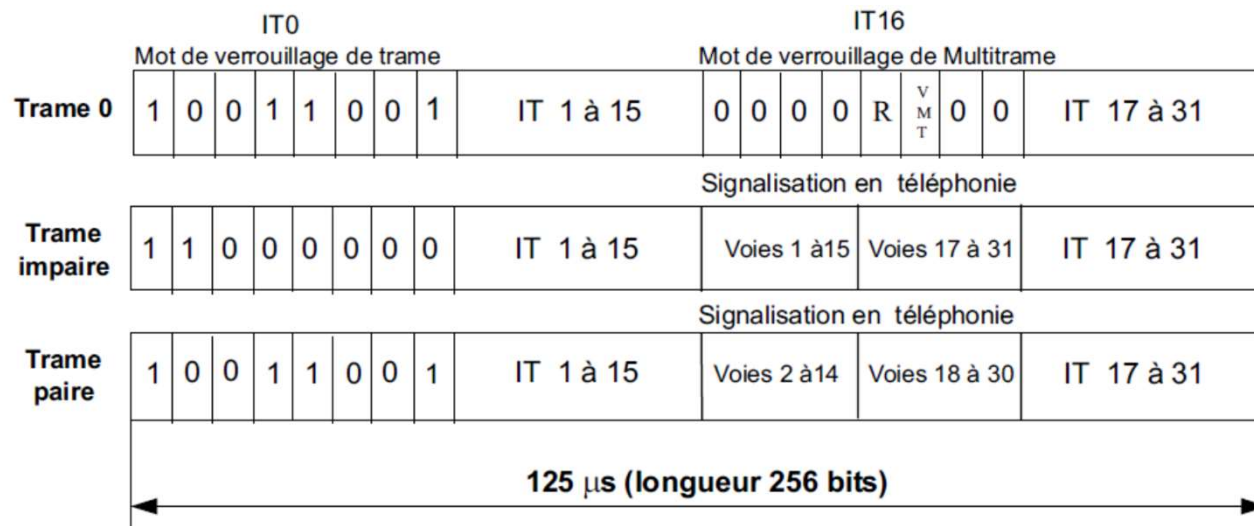 IT0
IT16
Mot de verrouillage de trame
Mot de verrouillage de Multitrame
Trame 0
1 0 0 1 1 0 0 1
IT 1 à 15
0 0 0 0 R VMT 0 0
IT 17 à 31
Signalisation en téléphonie
Trame impaire
1 1 0 0 0 0 0 0
IT 1 à 15
Voies 1 à15
Voies 17 à 31
IT 17 à 31
Signalisation en téléphonie
Trame paire
1 0 0 1 1 0 0 1
IT 1 à 15
Voies 2 à14
Voies 18 à 30
IT 17 à 31
125 μs (longueur 256 bits)